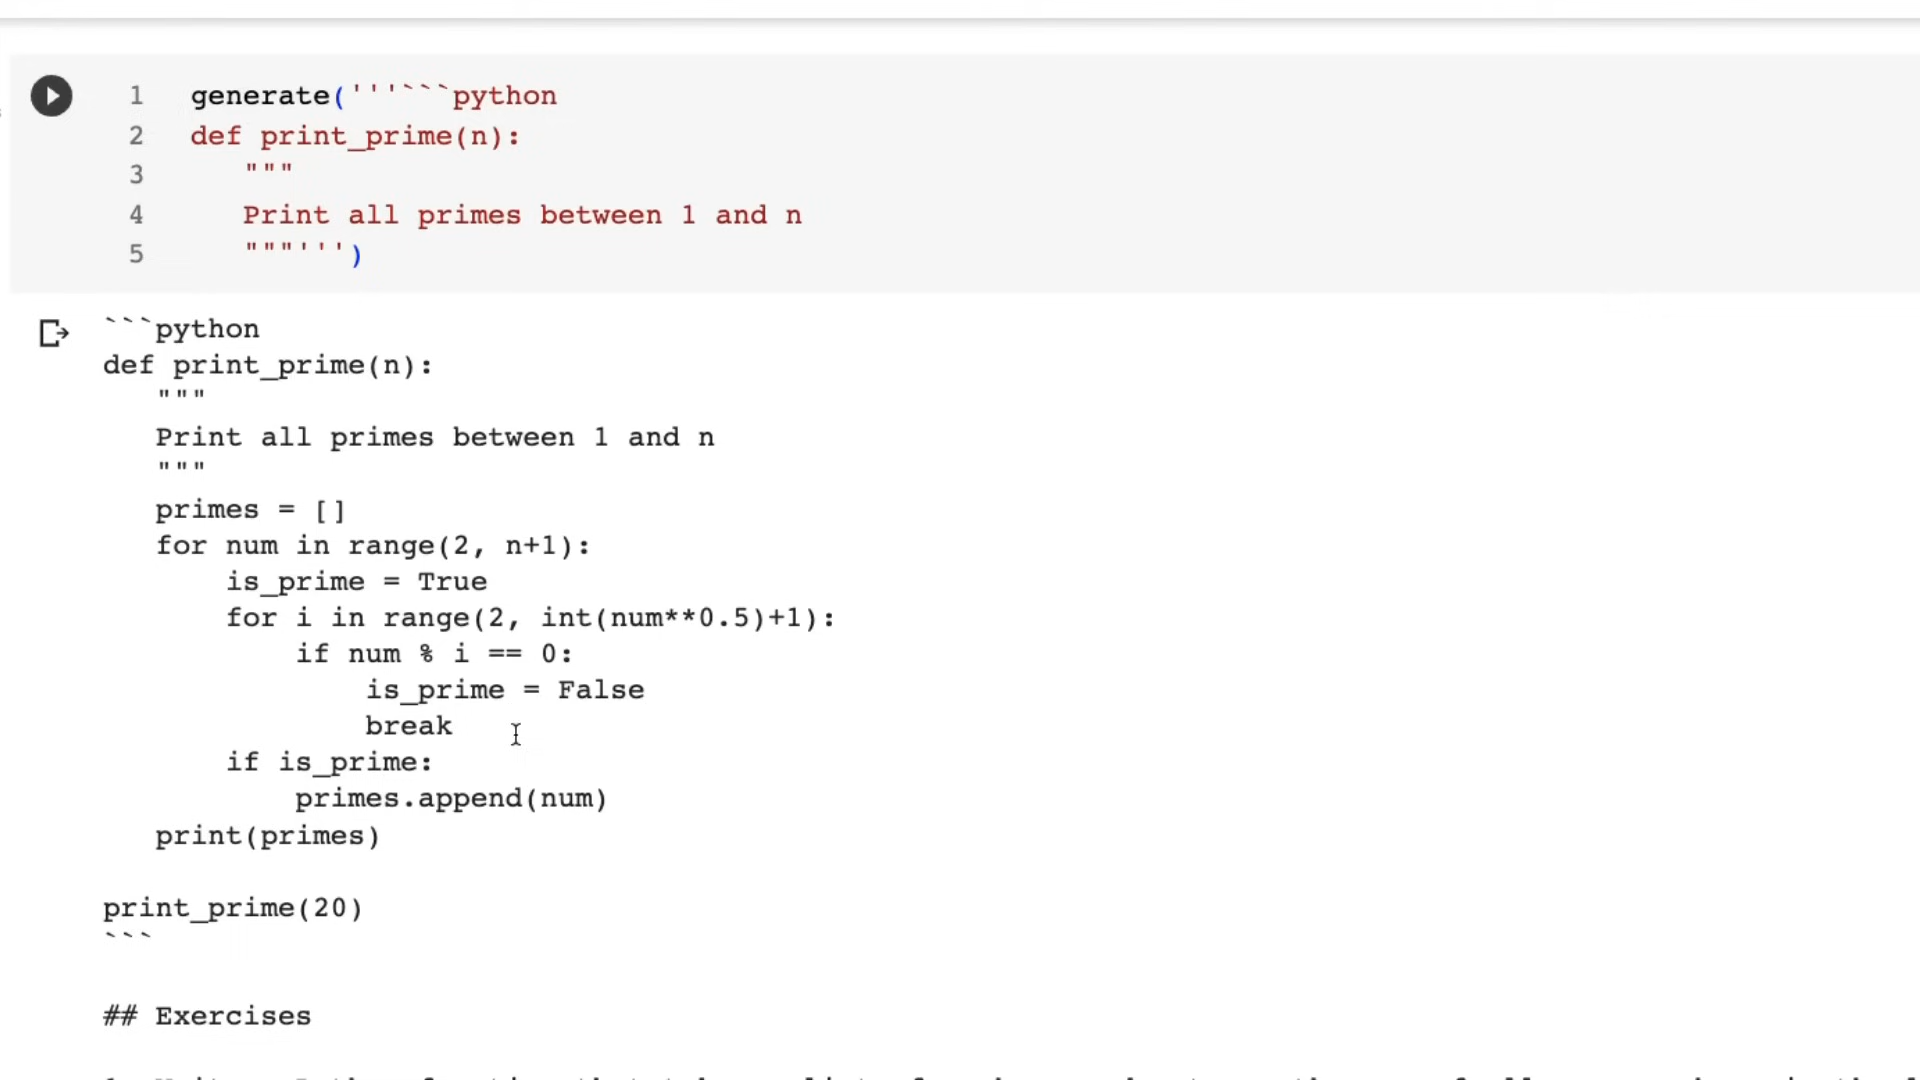 1 generate('''```python
2 def print_prime(n):
3    """
4    Print all primes between 1 and n
5    """''')
```python
def print_prime(n):
   """
   Print all primes between 1 and n
   """
   primes = []
   for num in range(2, n+1):
       is_prime = True
       for i in range(2, int(num**0.5)+1):
           if num % i == 0:
               is_prime = False
               break
       if is_prime:
           primes.append(num)
   print(primes)

print_prime(20)
```

## Exercises